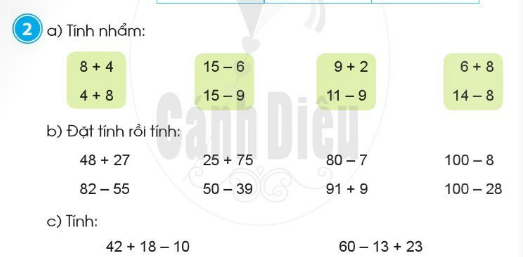 2 a) Tính nhẩm:
8 + 4 15 – 6 9 + 2 6 + 8
4 + 8 15 – 9 11 – 9 14 – 8
Cánh Diều
b) Đặt tính rồi tính:
48 + 27 25 + 75 80 – 7 100 – 8
82 – 55 50 – 39 91 + 9 100 – 28
c) Tính:
42 + 18 – 10 60 – 13 + 23